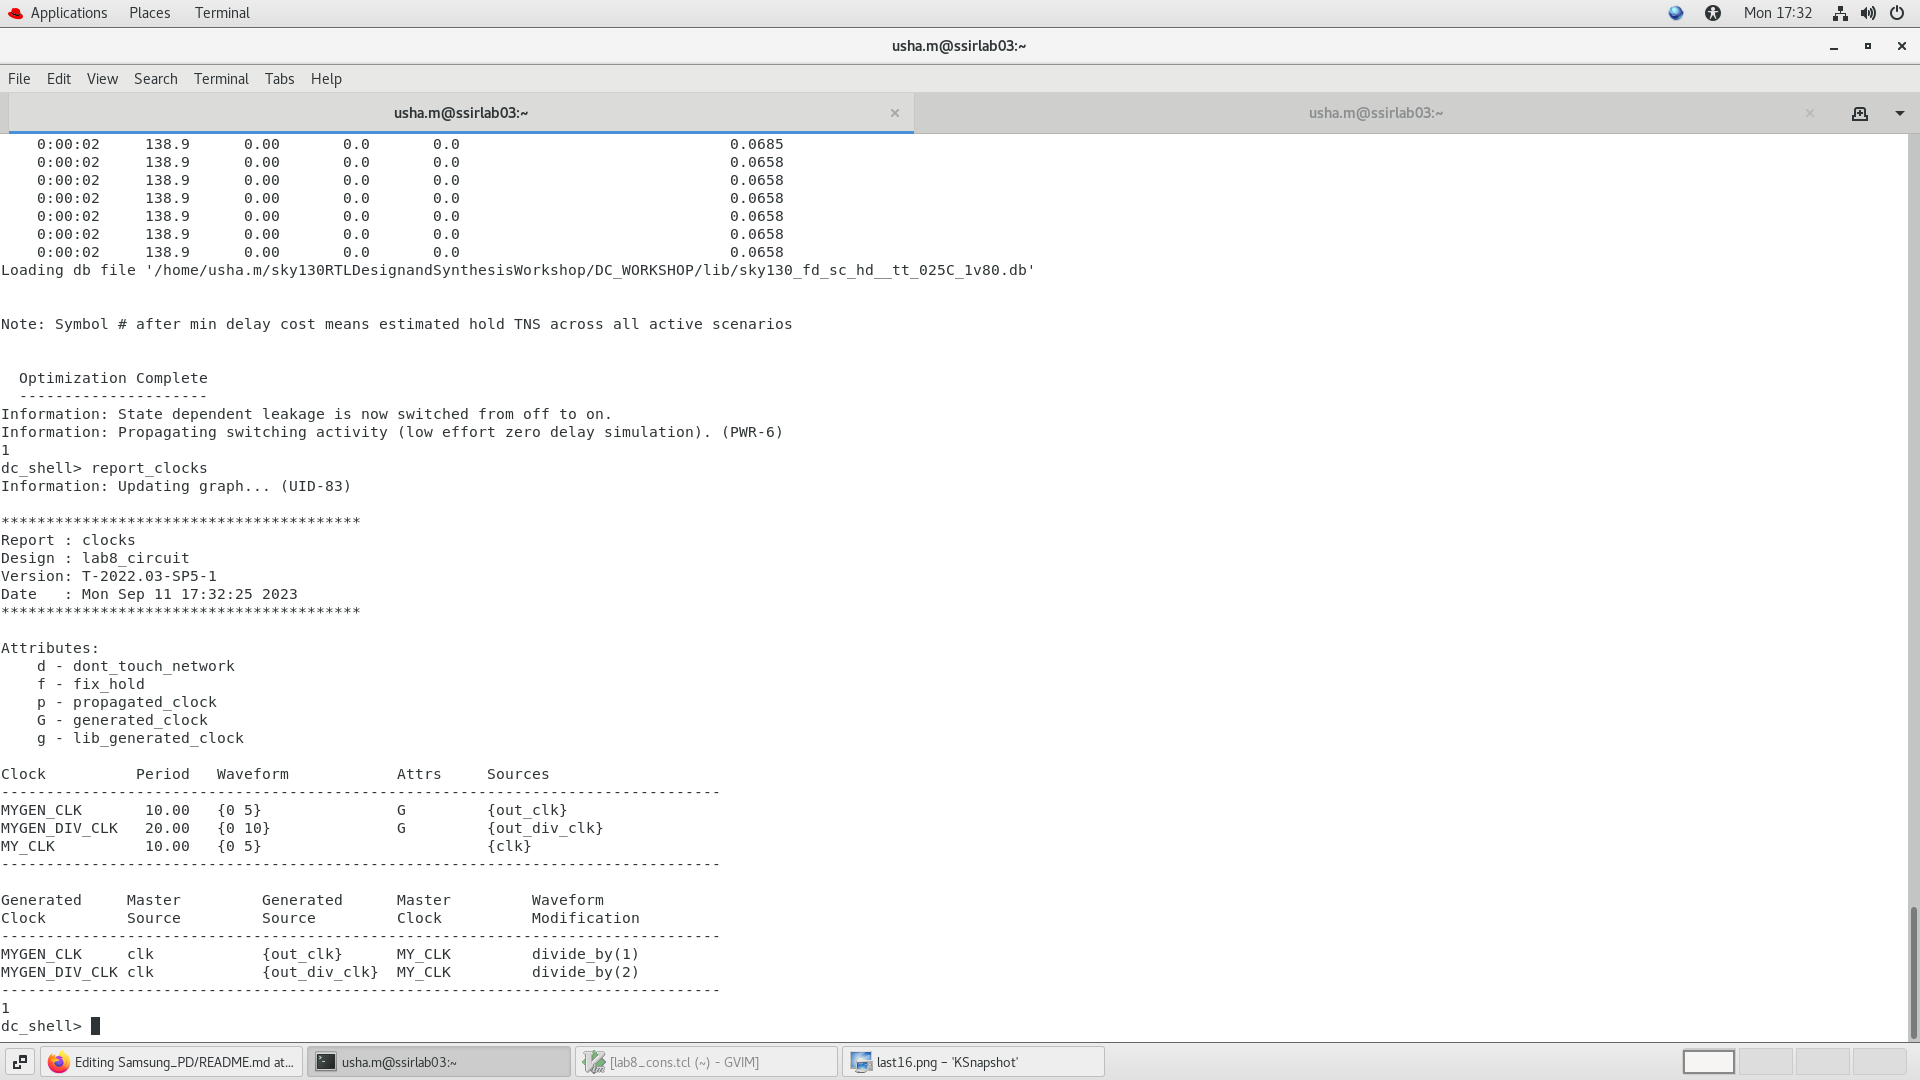 Applications Places Terminal Mon 17:32
usha.m@ssirlab03:~
File Edit View Search Terminal Tabs Help
usha.m@ssirlab03:~ × usha.m@ssirlab03:~ ×
    0:00:02     138.9      0.00       0.0       0.0                              0.0685
    0:00:02     138.9      0.00       0.0       0.0                              0.0658
    0:00:02     138.9      0.00       0.0       0.0                              0.0658
    0:00:02     138.9      0.00       0.0       0.0                              0.0658
    0:00:02     138.9      0.00       0.0       0.0                              0.0658
    0:00:02     138.9      0.00       0.0       0.0                              0.0658
    0:00:02     138.9      0.00       0.0       0.0                              0.0658
Loading db file '/home/usha.m/sky130RTLDesignandSynthesisWorkshop/DC_WORKSHOP/lib/sky130_fd_sc_hd__tt_025C_1v80.db'
Note: Symbol # after min delay cost means estimated hold TNS across all active scenarios
  Optimization Complete
  ---------------------
Information: State dependent leakage is now switched from off to on.
Information: Propagating switching activity (low effort zero delay simulation). (PWR-6)
1
dc_shell> report_clocks
Information: Updating graph... (UID-83)
****************************************
Report : clocks
Design : lab8_circuit
Version: T-2022.03-SP5-1
Date   : Mon Sep 11 17:32:25 2023
****************************************
Attributes:
    d - dont_touch_network
    f - fix_hold
    p - propagated_clock
    G - generated_clock
    g - lib_generated_clock
Clock          Period   Waveform            Attrs     Sources
--------------------------------------------------------------------------------
MYGEN_CLK       10.00   {0 5}               G         {out_clk}
MYGEN_DIV_CLK   20.00   {0 10}              G         {out_div_clk}
MY_CLK          10.00   {0 5}                         {clk}
--------------------------------------------------------------------------------
Generated     Master         Generated      Master         Waveform
Clock         Source         Source         Clock          Modification
--------------------------------------------------------------------------------
MYGEN_CLK     clk            {out_clk}      MY_CLK         divide_by(1)
MYGEN_DIV_CLK clk            {out_div_clk}  MY_CLK         divide_by(2)
--------------------------------------------------------------------------------
1
dc_shell>
Editing Samsung_PD/README.md at... usha.m@ssirlab03:~ [lab8_cons.tcl (~) - GVIM] last16.png – 'KSnapshot'